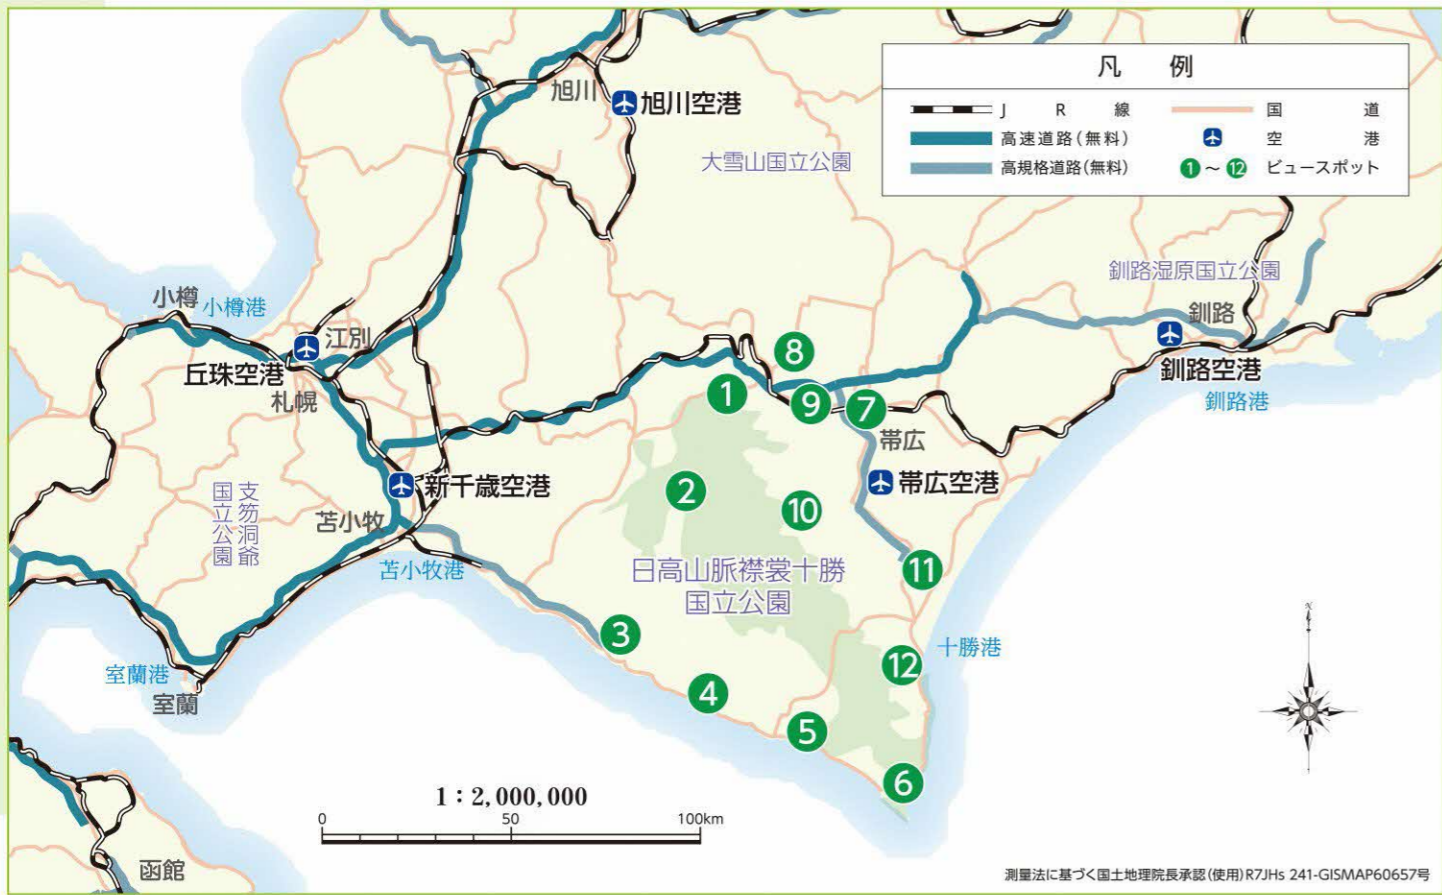 凡 例
J R 線
国 道
高速道路(無料)
空 港
高規格道路(無料)
1 ～ 12 ビュースポット
旭川
旭川空港
大雪山国立公園
釧路湿原国立公園
小樽
小樽港
江別
丘珠空港
札幌
釧路
釧路空港
釧路港
8
1
9
7
帯広
帯広空港
新千歳空港
支笏洞爺
国立公園
苫小牧
苫小牧港
2
10
日高山脈襟裳十勝
国立公園
11
3
12
十勝港
室蘭港
室蘭
4
5
6
N
1：2,000,000
0 50 100km
函館
測量法に基づく国土地理院長承認(使用)R7JHs 241-GISMAP60657号